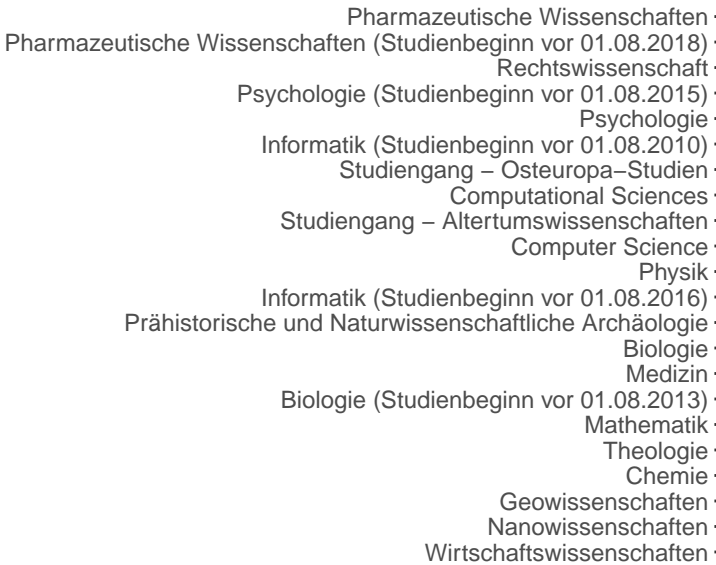 Pharmazeutische Wissenschaften
Pharmazeutische Wissenschaften (Studienbeginn vor 01.08.2018)
Rechtswissenschaft
Psychologie (Studienbeginn vor 01.08.2015)
Psychologie
Informatik (Studienbeginn vor 01.08.2010)
Studiengang – Osteuropa–Studien
Computational Sciences
Studiengang – Altertumswissenschaften
Computer Science
Physik
Informatik (Studienbeginn vor 01.08.2016)
Prähistorische und Naturwissenschaftliche Archäologie
Biologie
Medizin
Biologie (Studienbeginn vor 01.08.2013)
Mathematik
Theologie
Chemie
Geowissenschaften
Nanowissenschaften
Wirtschaftswissenschaften